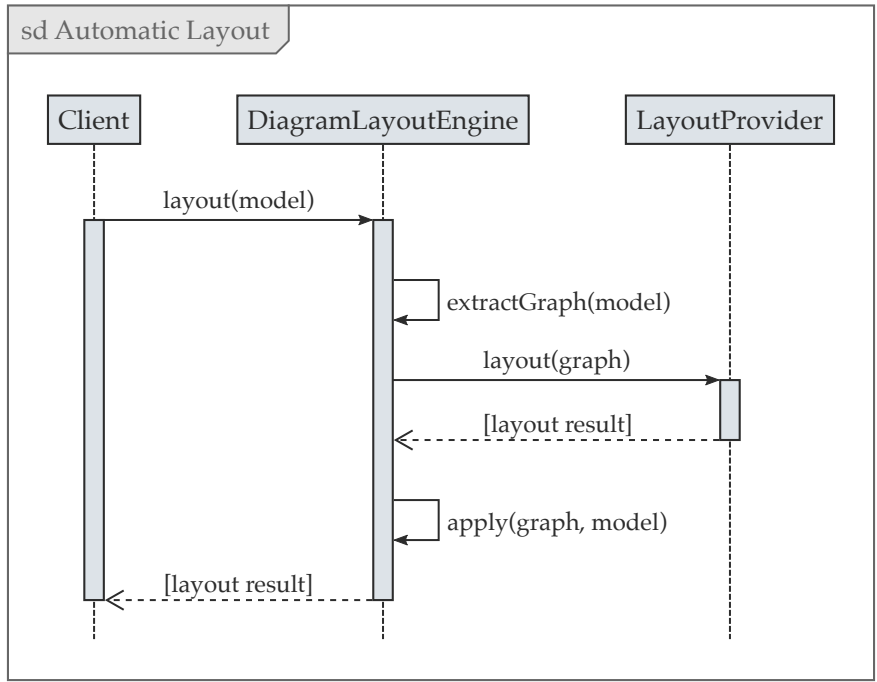 sd Automatic Layout
Client
DiagramLayoutEngine
LayoutProvider
layout(model)
extractGraph(model)
layout(graph)
[layout result]
apply(graph, model)
[layout result]